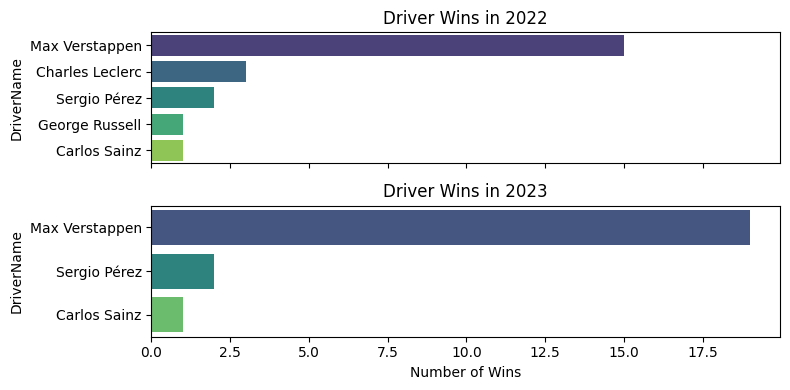 Driver Wins in 2022
DriverName
Max Verstappen
Charles Leclerc
Sergio Pérez
George Russell
Carlos Sainz
Driver Wins in 2023
DriverName
Max Verstappen
Sergio Pérez
Carlos Sainz
0.0 2.5 5.0 7.5 10.0 12.5 15.0 17.5
Number of Wins